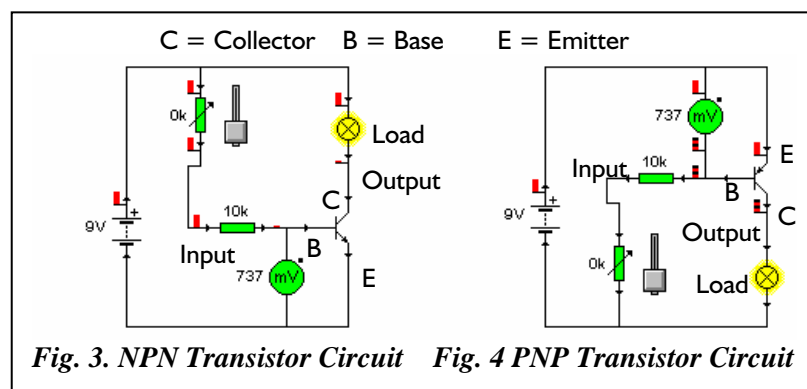 C = Collector B = Base E = Emitter
0k
Load
Output
C
10k
Input
B
9V
+
737 mV
E
Fig. 3. NPN Transistor Circuit
737 mV
E
Input
10k
B
C
9V
+
Output
0k
Load
Fig. 4 PNP Transistor Circuit